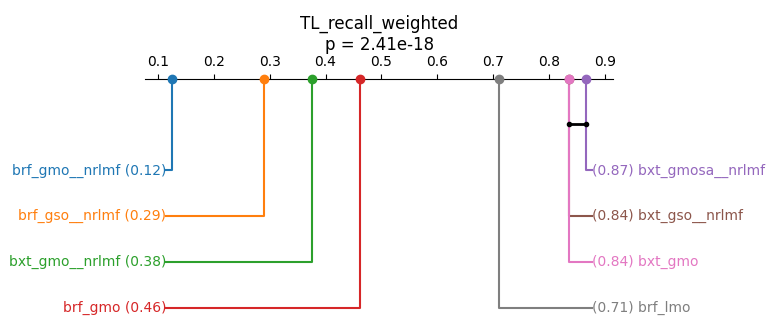 TL_recall_weighted
p = 2.41e-18
0.1 0.2 0.3 0.4 0.5 0.6 0.7 0.8 0.9
brf_gmo__nrlmf (0.12) (0.87) bxt_gmosa__nrlmf
brf_gso__nrlmf (0.29) (0.84) bxt_gso__nrlmf
bxt_gmo__nrlmf (0.38) (0.84) bxt_gmo
brf_gmo (0.46) (0.71) brf_lmo